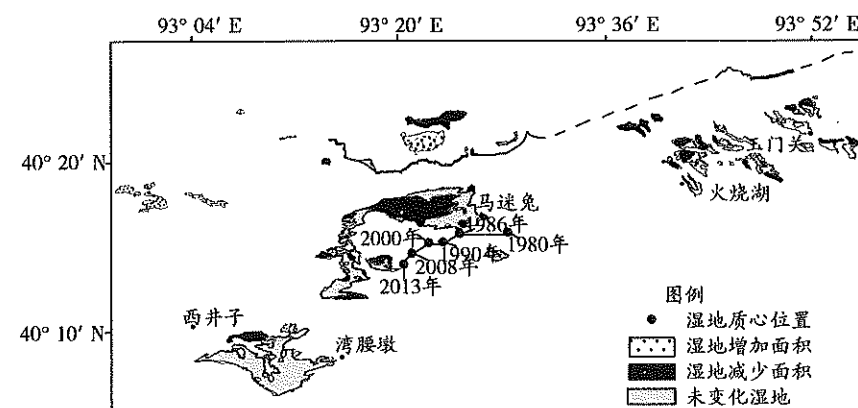 93° 04′ E 93° 20′ E 93° 36′ E 93° 52′ E
40° 20′ N
玉门关
火烧湖
马迷兔
1986年
2000年
1980年
1990年
2008年
2013年
西井子
40° 10′ N
湾腰墩
图例
湿地质心位置
湿地增加面积
湿地减少面积
未变化湿地